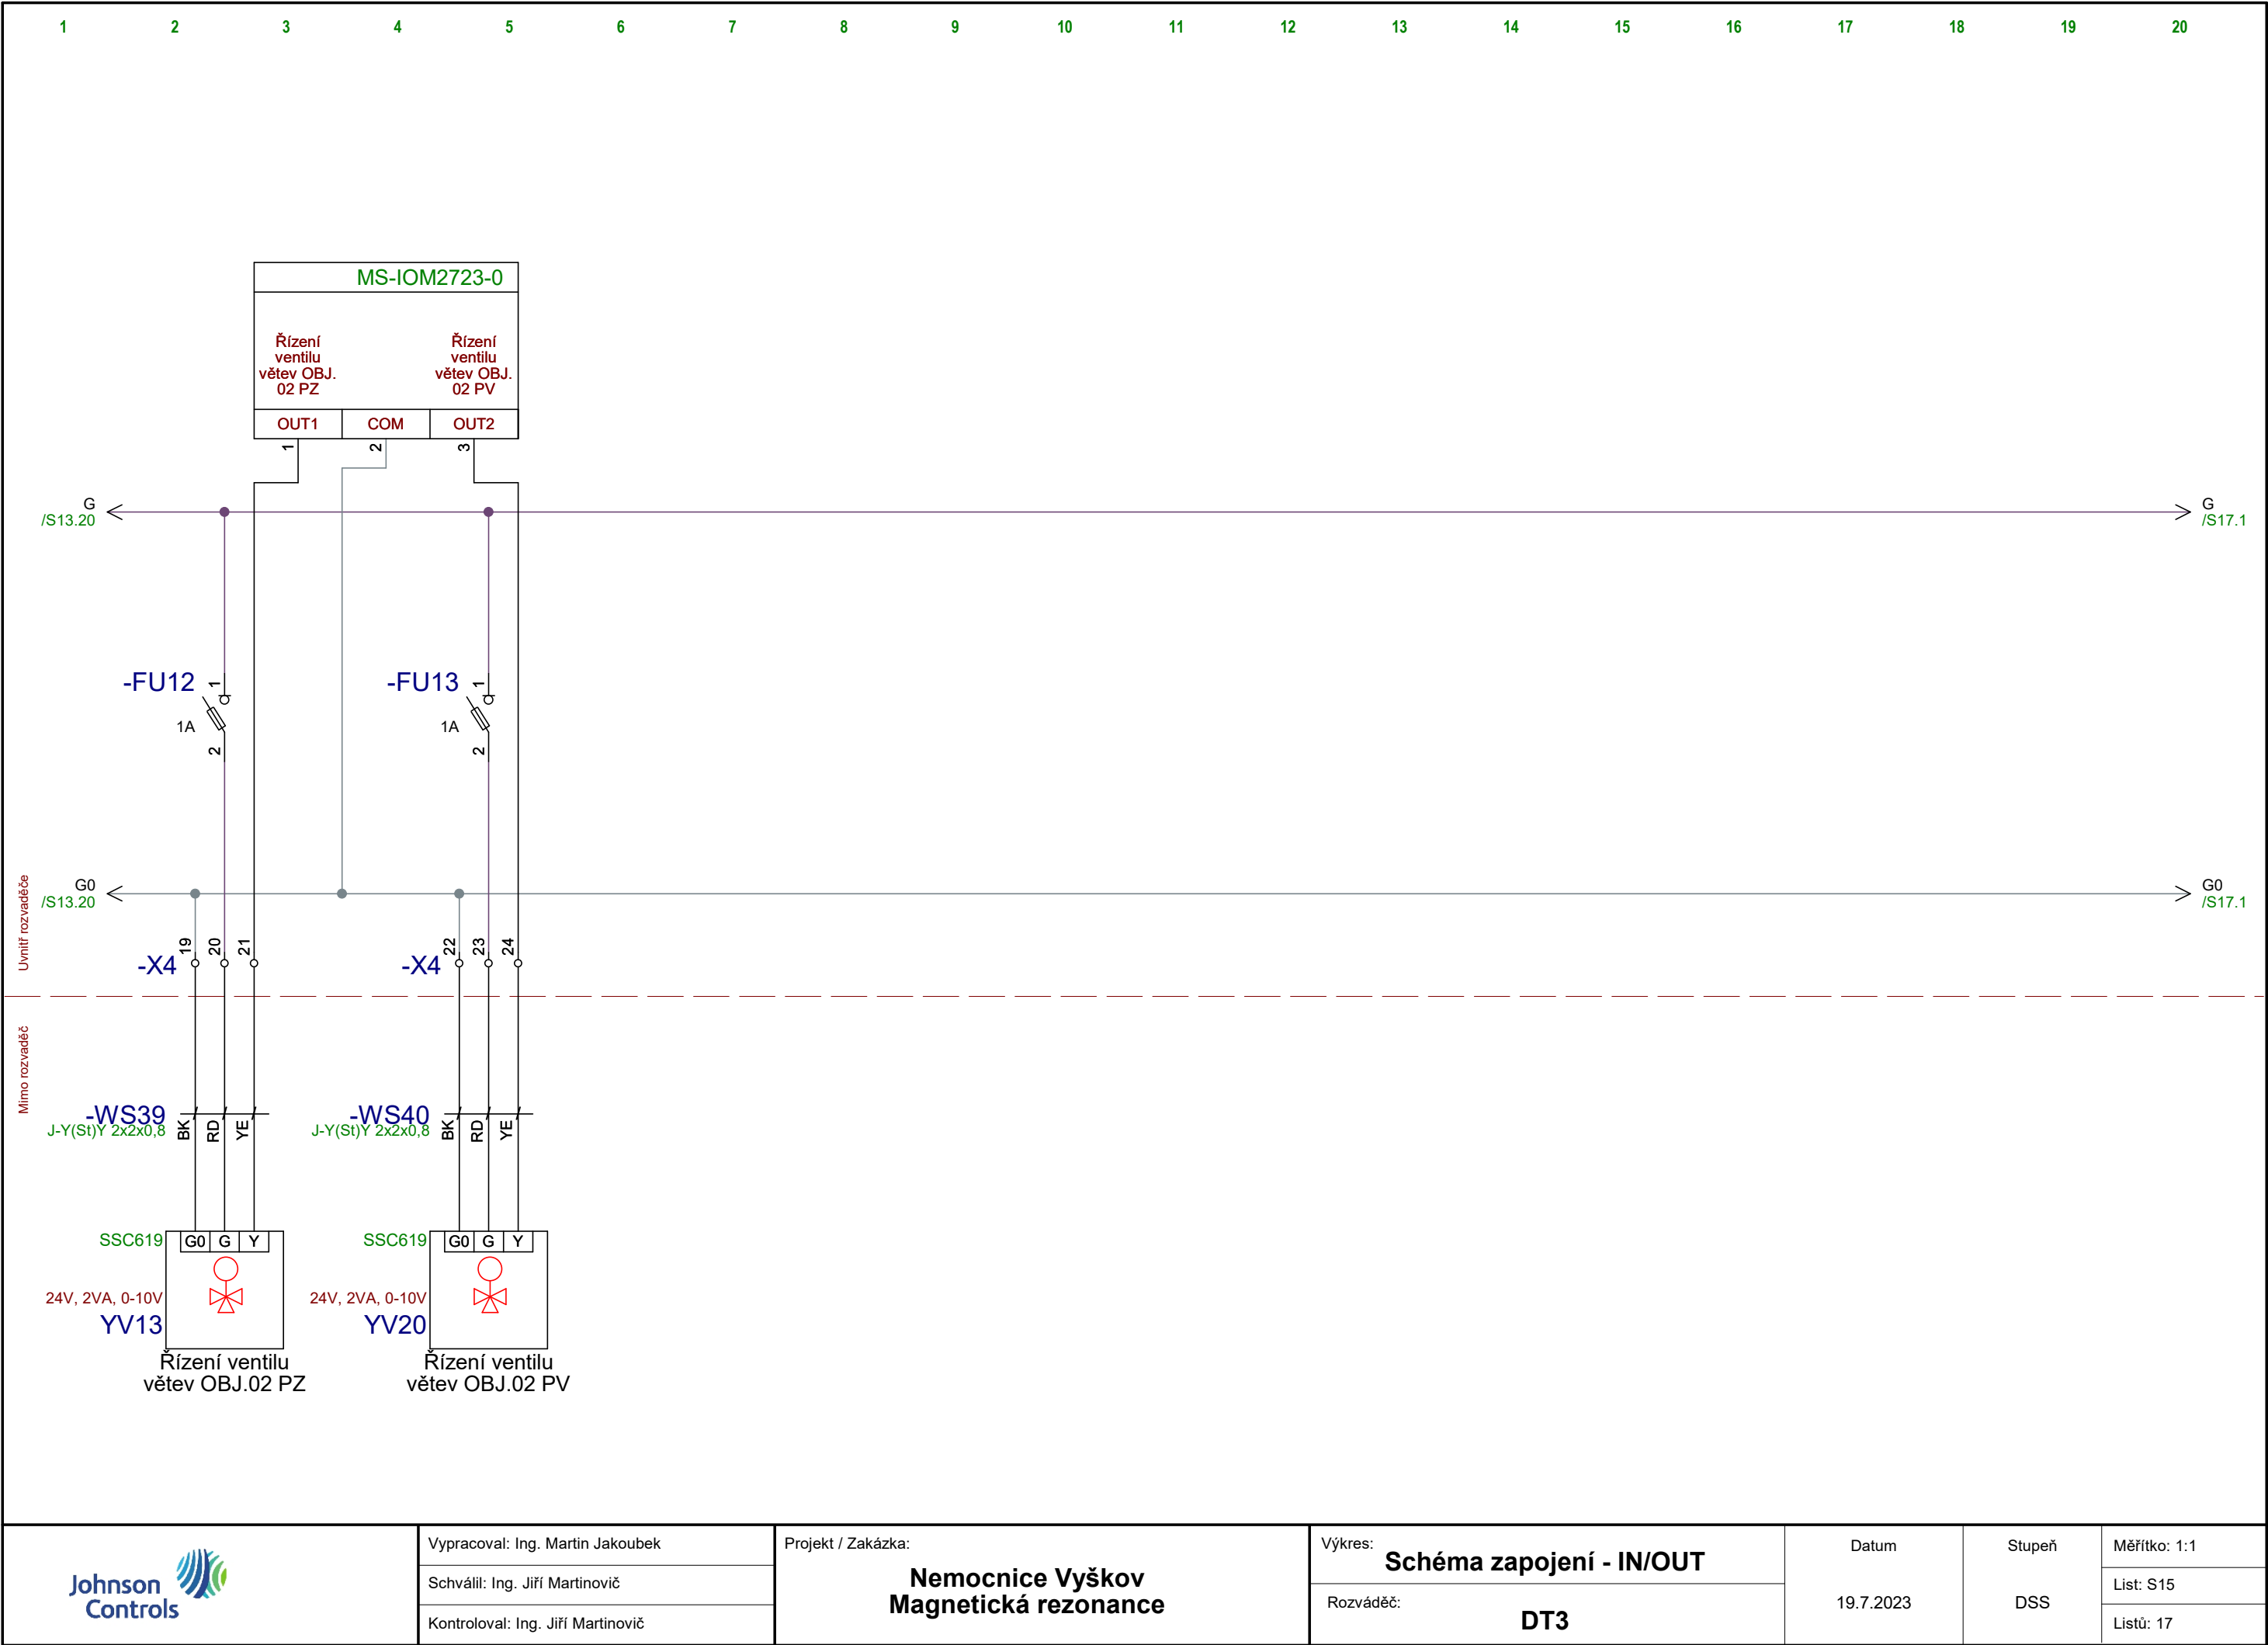 1 2 3 4 5 6 7 8 9 10 11 12 13 14 15 16 17 18 19 20
MS-IOM2723-0
Řízení
ventilu
větev OBJ.
02 PZ
Řízení
ventilu
větev OBJ.
02 PV
OUT1 COM OUT2
1 2 3
G
/S13.20
G
/S17.1
-FU12
1
1A
2
-FU13
1
1A
2
G0
/S13.20
G0
/S17.1
Uvnitř rozvaděče
-X4 19 20 21
-X4 22 23 24
Mimo rozvaděč
-WS39
J-Y(St)Y 2x2x0,8
BK RD YE
-WS40
J-Y(St)Y 2x2x0,8
BK RD YE
SSC619
G0 G Y
24V, 2VA, 0-10V
YV13
Řízení ventilu
větev OBJ.02 PZ
SSC619
G0 G Y
24V, 2VA, 0-10V
YV20
Řízení ventilu
větev OBJ.02 PV
Johnson
Controls
Vypracoval: Ing. Martin Jakoubek
Schválil: Ing. Jiří Martinovič
Kontroloval: Ing. Jiří Martinovič
Projekt / Zakázka:
Nemocnice Vyškov
Magnetická rezonance
Výkres:
Schéma zapojení - IN/OUT
Rozváděč:
DT3
Datum
19.7.2023
Stupeň
DSS
Měřítko: 1:1
List: S15
Listů: 17